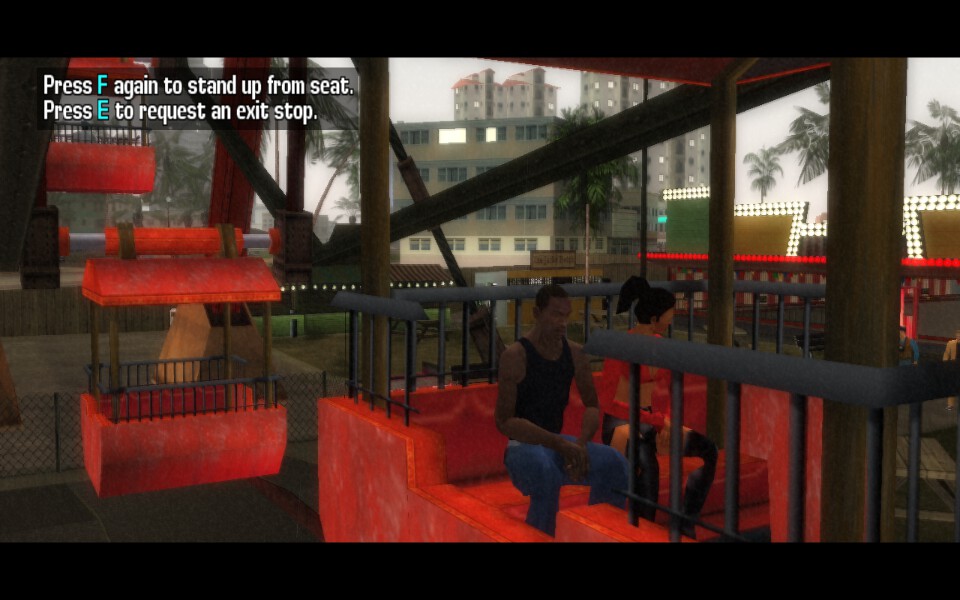 Press F again to stand up from seat.
Press E to request an exit stop.